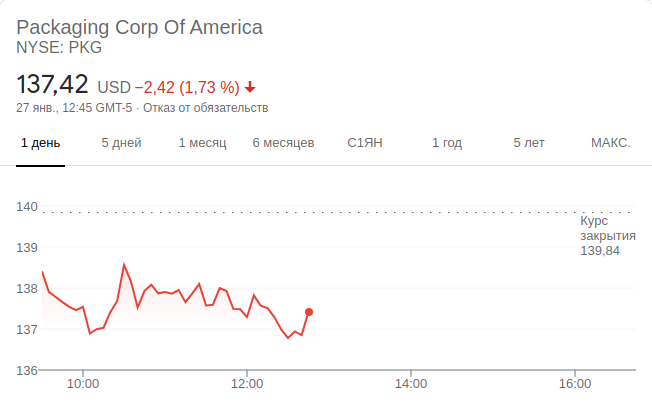 Packaging Corp Of America
NYSE: PKG
137,42 USD −2,42 (1,73 %)
27 янв., 12:45 GMT-5 · Отказ от обязательств
1 день 5 дней 1 месяц 6 месяцев С1ЯН 1 год 5 лет МАКС.
140
Курс
закрытия
139,84
139
138
137
136
10:00 12:00 14:00 16:00